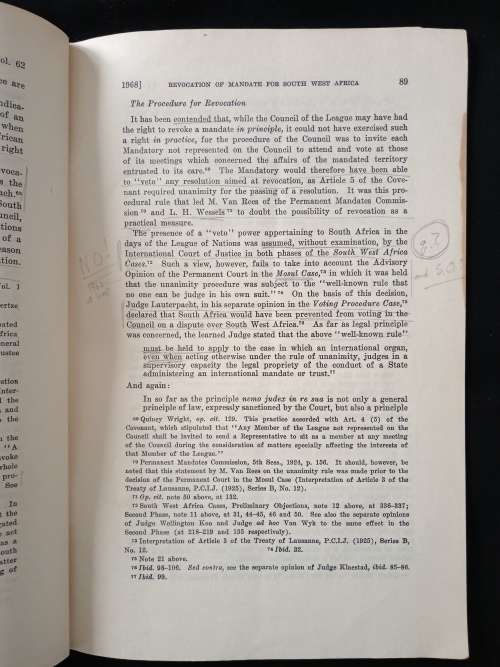 1968] REVOCATION OF MANDATE FOR SOUTH WEST AFRICA 89
The Procedure for Revocation
It has been contended that, while the Council of the League may have had
the right to revoke a mandate in principle, it could not have exercised such
a right in practice, for the procedure of the Council was to invite each
Mandatory not represented on the Council to attend and vote at those
of its meetings which concerned the affairs of the mandated territory
entrusted to its care.69 The Mandatory would therefore have been able
to "veto" any resolution aimed at revocation, as Article 5 of the Cove-
nant required unanimity for the passing of a resolution. It was this pro-
cedural rule that led M. Van Rees of the Permanent Mandates Commis-
sion 70 and L. H. Wessels 71 to doubt the possibility of revocation as a
practical measure.
The presence of a "veto" power appertaining to South Africa in the
days of the League of Nations was assumed, without examination, by the
International Court of Justice in both phases of the South West Africa
Cases.72 Such a view, however, fails to take into account the Advisory
Opinion of the Permanent Court in the Mosul Case,73 in which it was held
that the unanimity procedure was subject to the "well-known rule that
no one can be judge in his own suit." 74 On the basis of this decision,
Judge Lauterpacht, in his separate opinion in the Voting Procedure Case,75
declared that South Africa would have been prevented from voting in the
Council on a dispute over South West Africa.76 As far as legal principle
was concerned, the learned Judge stated that the above "well-known rule"
must be held to apply to the case in which an international organ,
even when acting otherwise under the rule of unanimity, judges in a
supervisory capacity the legal propriety of the conduct of a State
administering an international mandate or trust.77
And again:
In so far as the principle nemo judex in re sua is not only a general
principle of law, expressly sanctioned by the Court, but also a principle
69 Quincy Wright, op. cit. 129. This practice accorded with Art. 4 (5) of the
Covenant, which stipulated that "Any Member of the League not represented on the
Council shall be invited to send a Representative to sit as a member at any meeting
of the Council during the consideration of matters specially affecting the interests of
that Member of the League."
70 Permanent Mandates Commission, 5th Sess., 1924, p. 156. It should, however, be
noted that this statement by M. Van Rees on the unanimity rule was made prior to the
decision of the Permanent Court in the Mosul Case (Interpretation of Article 3 of the
Treaty of Lausanne, P.C.I.J. (1925), Series B, No. 12).
71 Op. cit. note 50 above, at 132.
72 South West Africa Cases, Preliminary Objections, note 12 above, at 336-337;
Second Phase, note 11 above, at 31, 44-45, 46 and 50. See also the separate opinions
of Judge Wellington Koo and Judge ad hoc Van Wyk to the same effect in the
Second Phase (at 218-219 and 155 respectively).
73 Interpretation of Article 3 of the Treaty of Lausanne, P.C.I.J. (1925), Series B,
No. 12. 74 Ibid. 32.
75 Note 21 above.
76 Ibid. 98-106. Sed contra, see the separate opinion of Judge Klaestad, ibid. 85-86.
77 Ibid. 99.